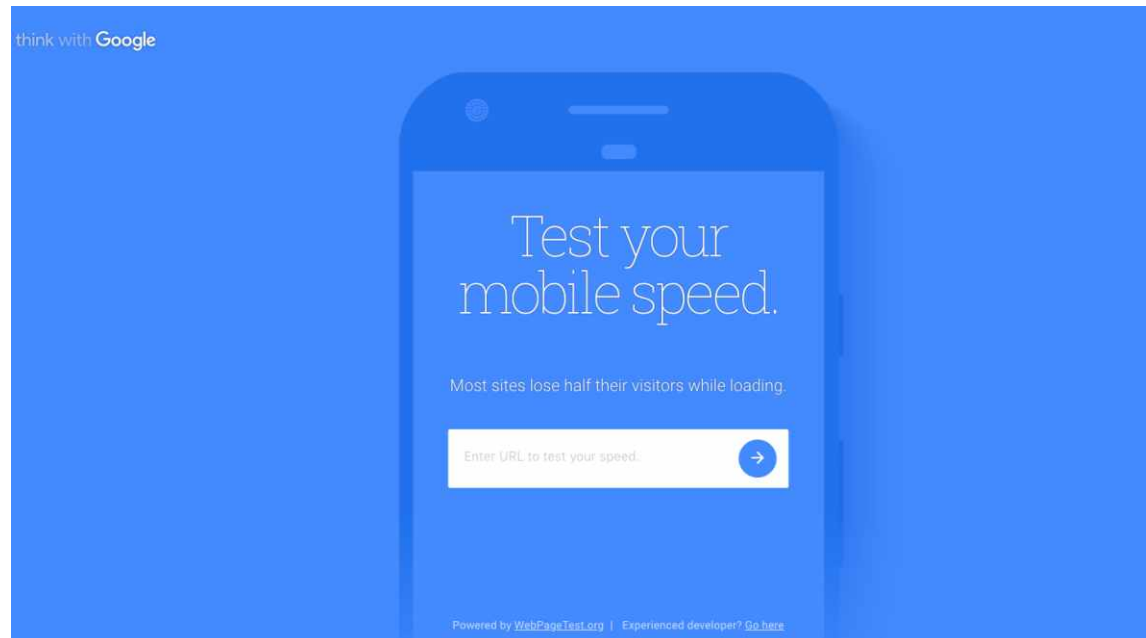 think with Google
Test your
mobile speed.
Most sites lose half their visitors while loading.
Enter URL to test your speed.
Powered by WebPageTest.org | Experienced developer? Go here